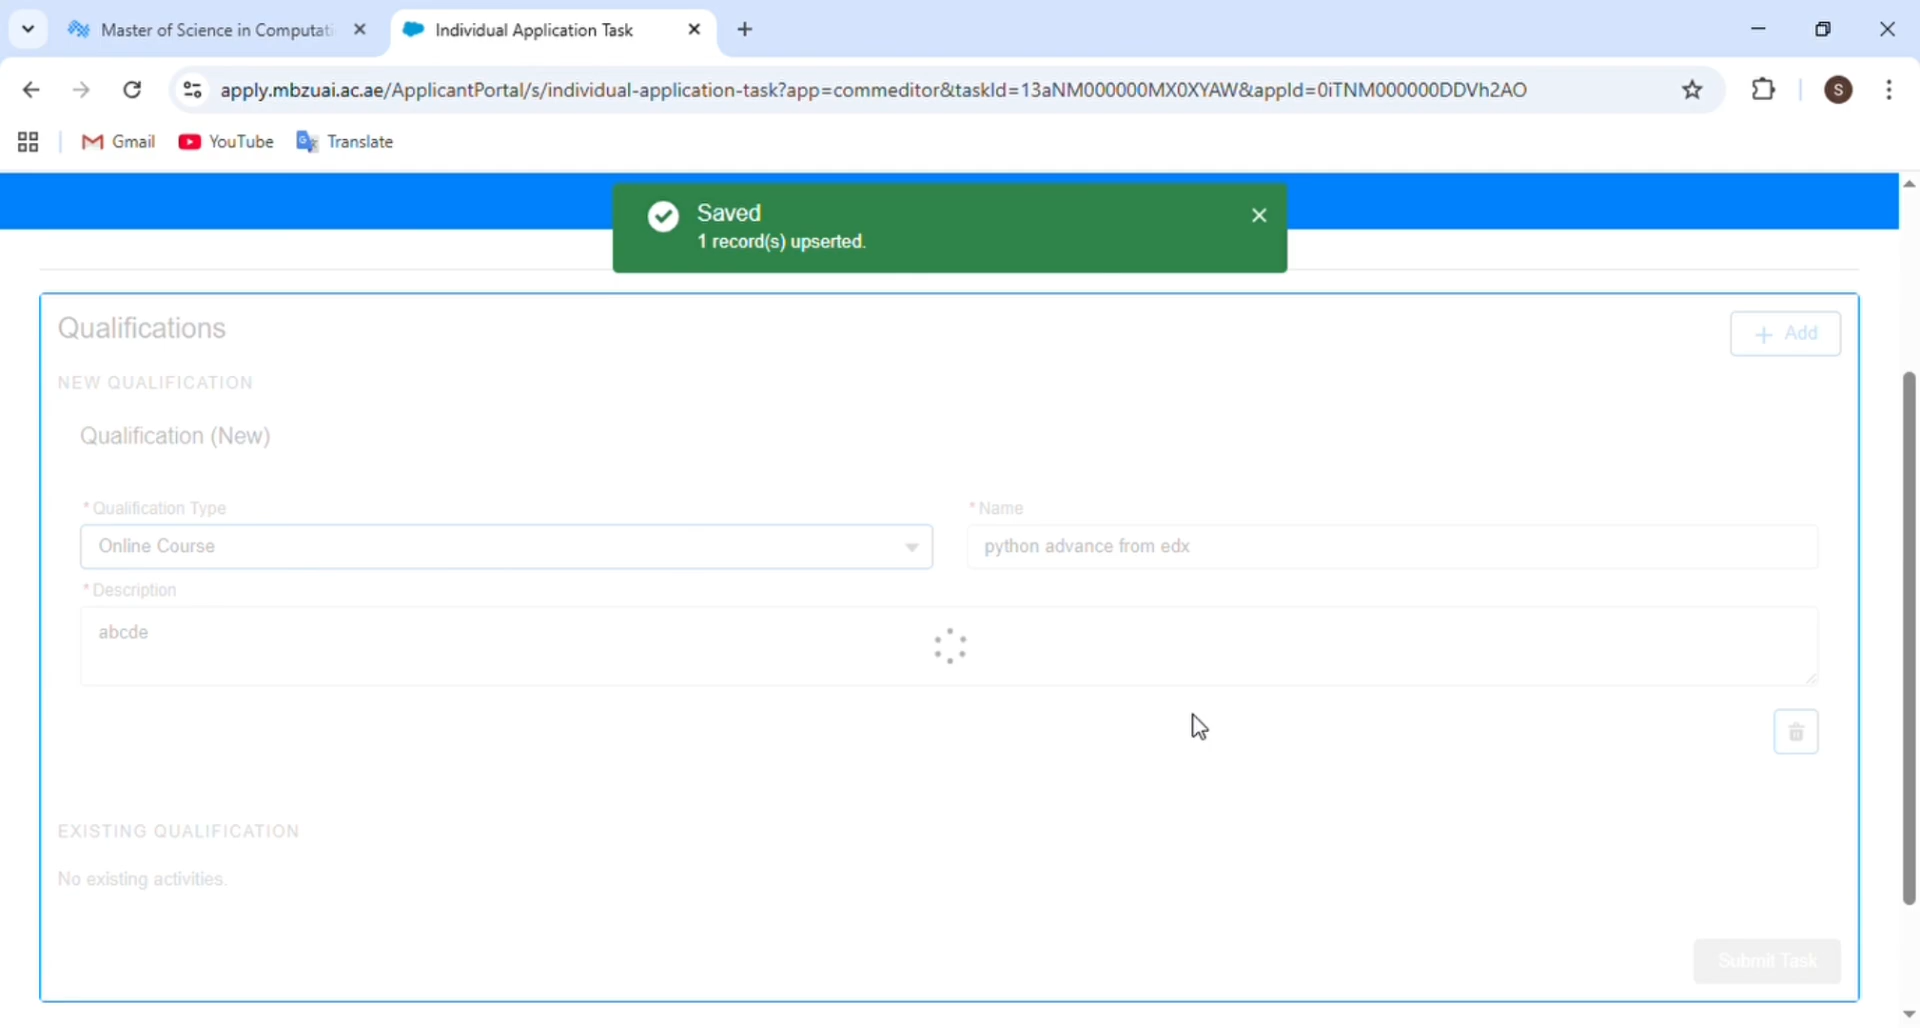 Master of Science in Computati
Individual Application Task
apply.mbzuai.ac.ae/ApplicantPortal/s/individual-application-task?app=commeditor&taskId=13aNM000000MX0XYAW&appId=0iTNM000000DDVh2AO
S
Gmail
YouTube
Translate
Saved
1 record(s) upserted.
Qualifications
+ Add
NEW QUALIFICATION
Qualification (New)
* Qualification Type
* Name
Online Course
python advance from edx
* Description
abcde
EXISTING QUALIFICATION
No existing activities.
Submit Task